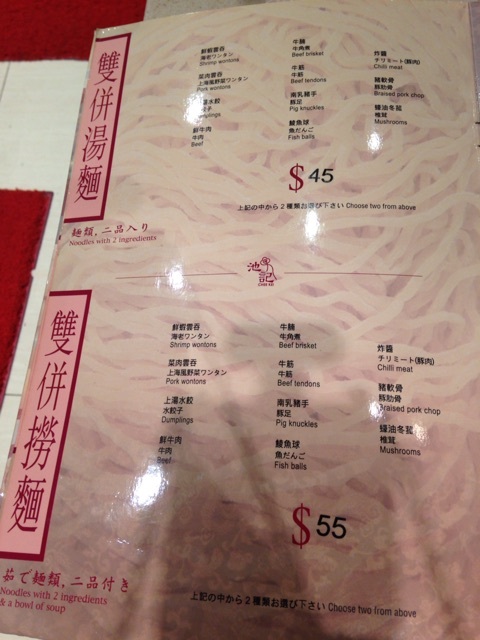 雙併湯麵
麺類,二品入り
Noodles with 2 ingredients
鮮蝦雲吞
海老ワンタン
Shrimp wontons
菜肉雲吞
上海風野菜ワンタン
Pork wontons
水餃
Dumplings
鮮牛肉
牛肉
Beef
牛腩
牛角煮
Beef brisket
牛筋
牛筋
Beef tendons
南乳豬手
豚足
Pig knuckles
鯪魚球
魚だんご
Fish balls
炸醬
チリミート(豚肉)
Chilli meat
豬軟骨
豚肋骨
Braised pork chop
蠔油冬菇
椎茸
Mushrooms
$45
上記の中から2種類お選び下さい Choose two from above
池記
CHEE KEI
雙併撈麵
茹で麺類,二品付き
Noodles with 2 ingredients
& a bowl of soup
鮮蝦雲吞
海老ワンタン
Shrimp wontons
菜肉雲吞
上海風野菜ワンタン
Pork wontons
上湯水餃
水餃子
Dumplings
鮮牛肉
牛肉
Beef
牛腩
牛角煮
Beef brisket
牛筋
牛筋
Beef tendons
南乳豬手
豚足
Pig knuckles
鯪魚球
魚だんご
Fish balls
炸醬
チリミート(豚肉)
Chilli meat
豬軟骨
豚肋骨
Braised pork chop
蠔油冬菇
椎茸
Mushrooms
$55
上記の中から2種類お選び下さい Choose two from above